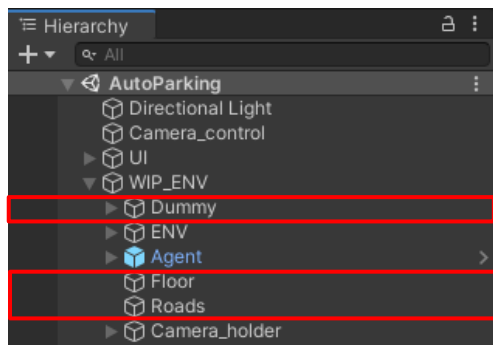 Hierarchy
All
AutoParking
Directional Light
Camera_control
UI
WIP_ENV
Dummy
ENV
Agent
Floor
Roads
Camera_holder